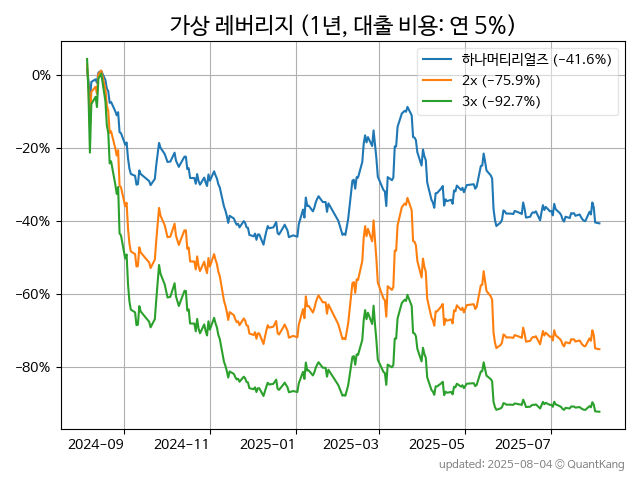 가상 레버리지 (1년, 대출 비용: 연 5%)
하나머티리얼즈 (−41.6%)
2x (−75.9%)
3x (−92.7%)
0%
−20%
−40%
−60%
−80%
2024−09 2024−11 2025−01 2025−03 2025−05 2025−07
updated: 2025-08-04 © QuantKang